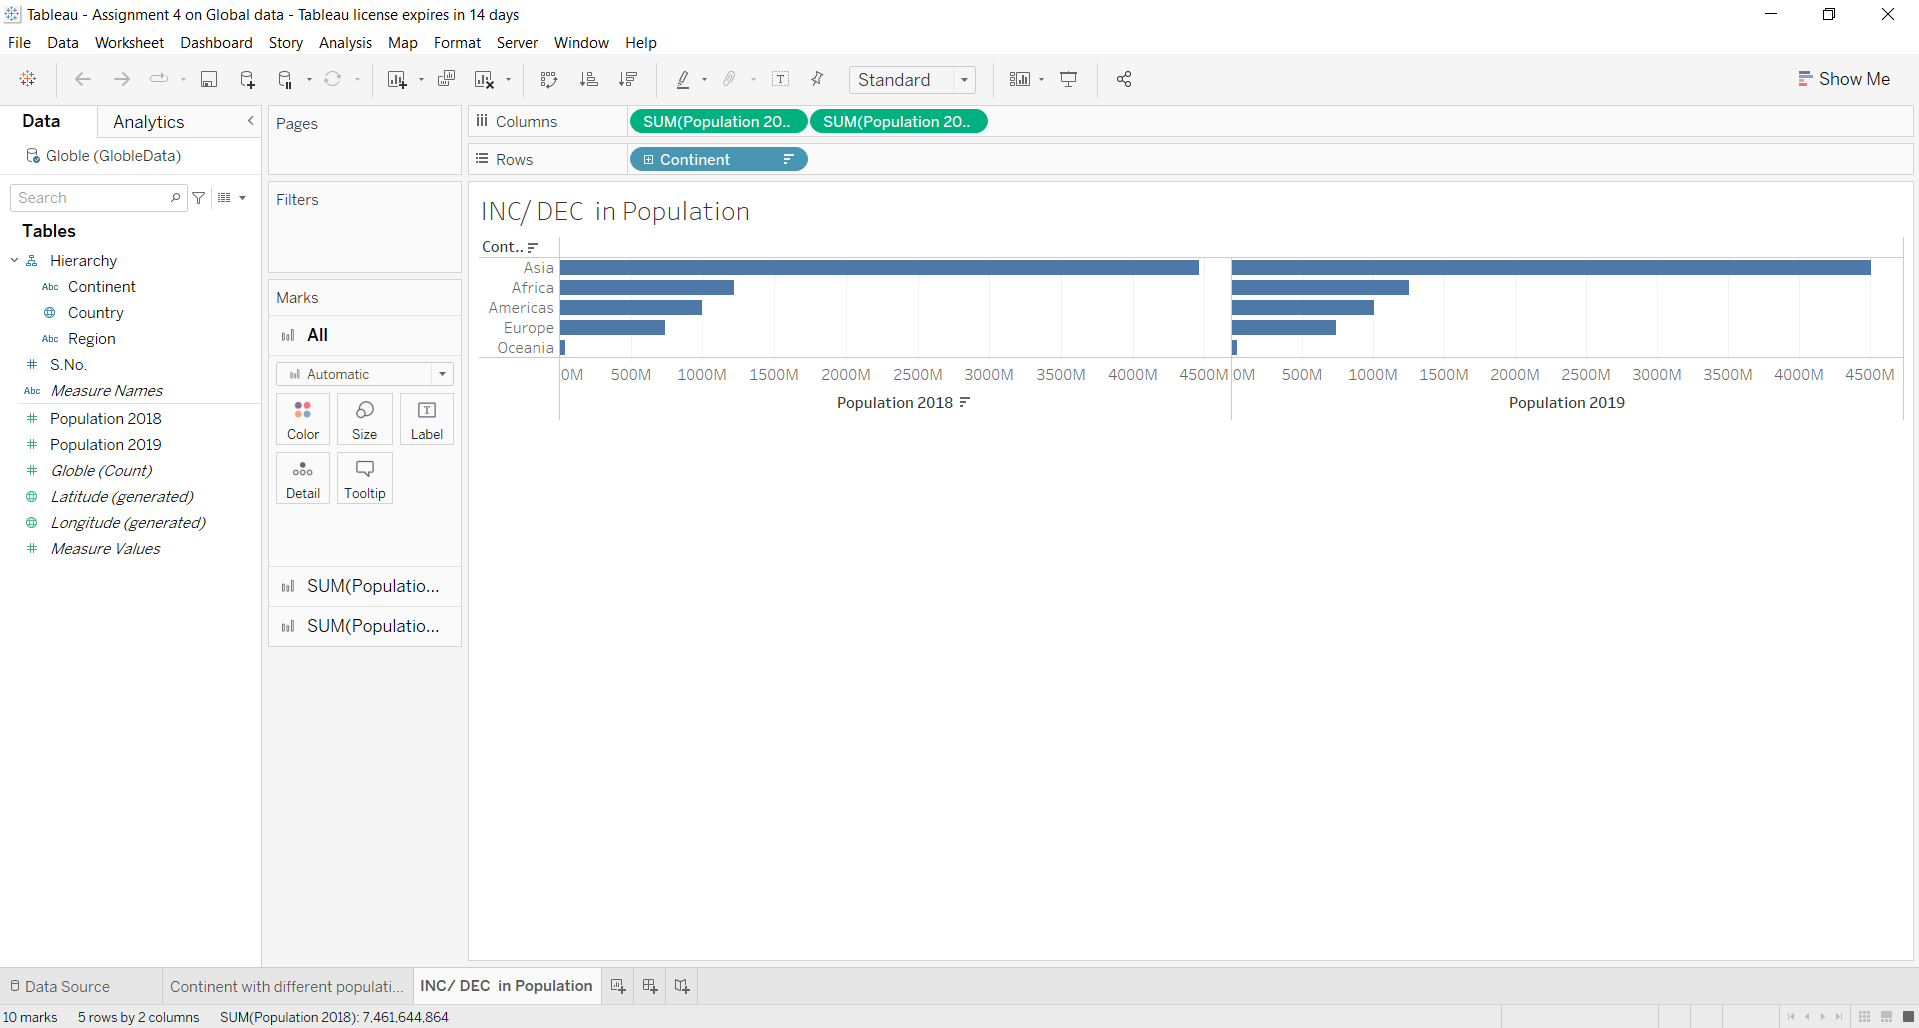 Tableau - Assignment 4 on Global data - Tableau license expires in 14 days
File Data Worksheet Dashboard Story Analysis Map Format Server Window Help
Standard
Show Me
Data Analytics
Globle (GlobleData)
Search
Tables
Hierarchy
Abc Continent
Country
Abc Region
# S.No.
Abc Measure Names
# Population 2018
# Population 2019
# Globle (Count)
Latitude (generated)
Longitude (generated)
# Measure Values
Pages
Filters
Marks
All
Automatic
Color Size Label
Detail Tooltip
SUM(Populatio...
SUM(Populatio...
Columns SUM(Population 20.. SUM(Population 20..
Rows Continent
INC/ DEC  in Population
Cont..
Asia
Africa
Americas
Europe
Oceania
0M 500M 1000M 1500M 2000M 2500M 3000M 3500M 4000M 4500M 0M 500M 1000M 1500M 2000M 2500M 3000M 3500M 4000M 4500M
Population 2018 Population 2019
Data Source Continent with different populati... INC/ DEC  in Population
10 marks 5 rows by 2 columns SUM(Population 2018): 7,461,644,864